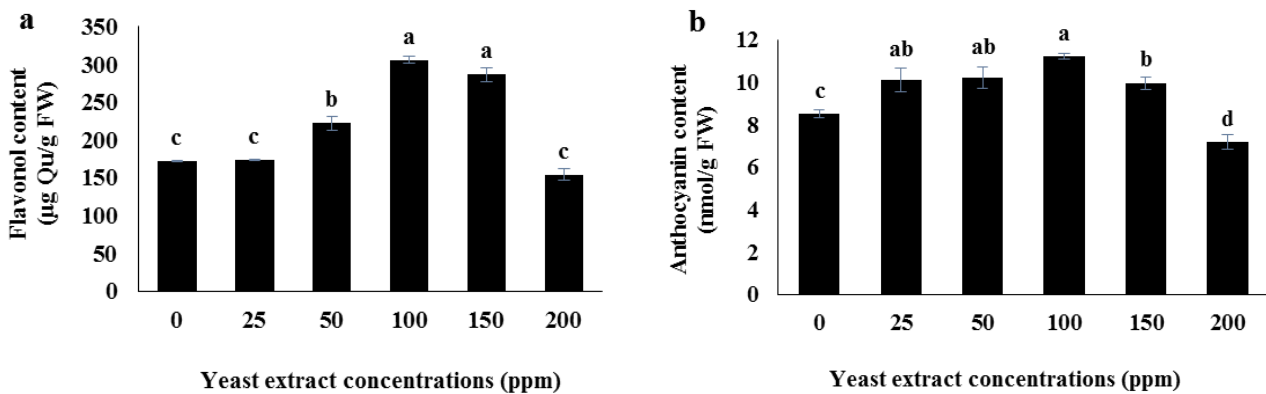 a
Flavonol content
(µg Qu/g FW)
350
300
250
200
150
100
50
0
c
c
b
a
a
c
0 25 50 100 150 200
Yeast extract concentrations (ppm)
b
Anthocyanin content
(nmol/g FW)
12
10
8
6
4
2
0
c
ab
ab
a
b
d
0 25 50 100 150 200
Yeast extract concentrations (ppm)